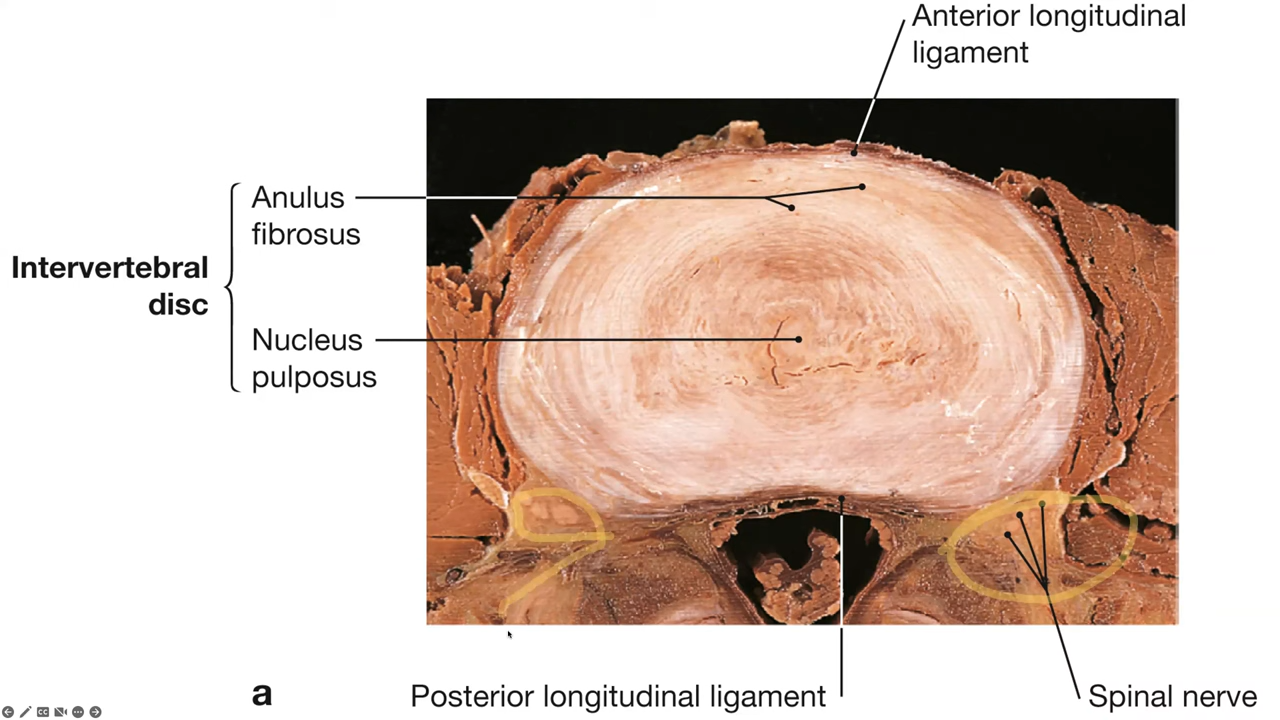 Anterior longitudinal
ligament
Anulus
fibrosus
Intervertebral
disc
Nucleus
pulposus
a
Posterior longitudinal ligament
Spinal nerve